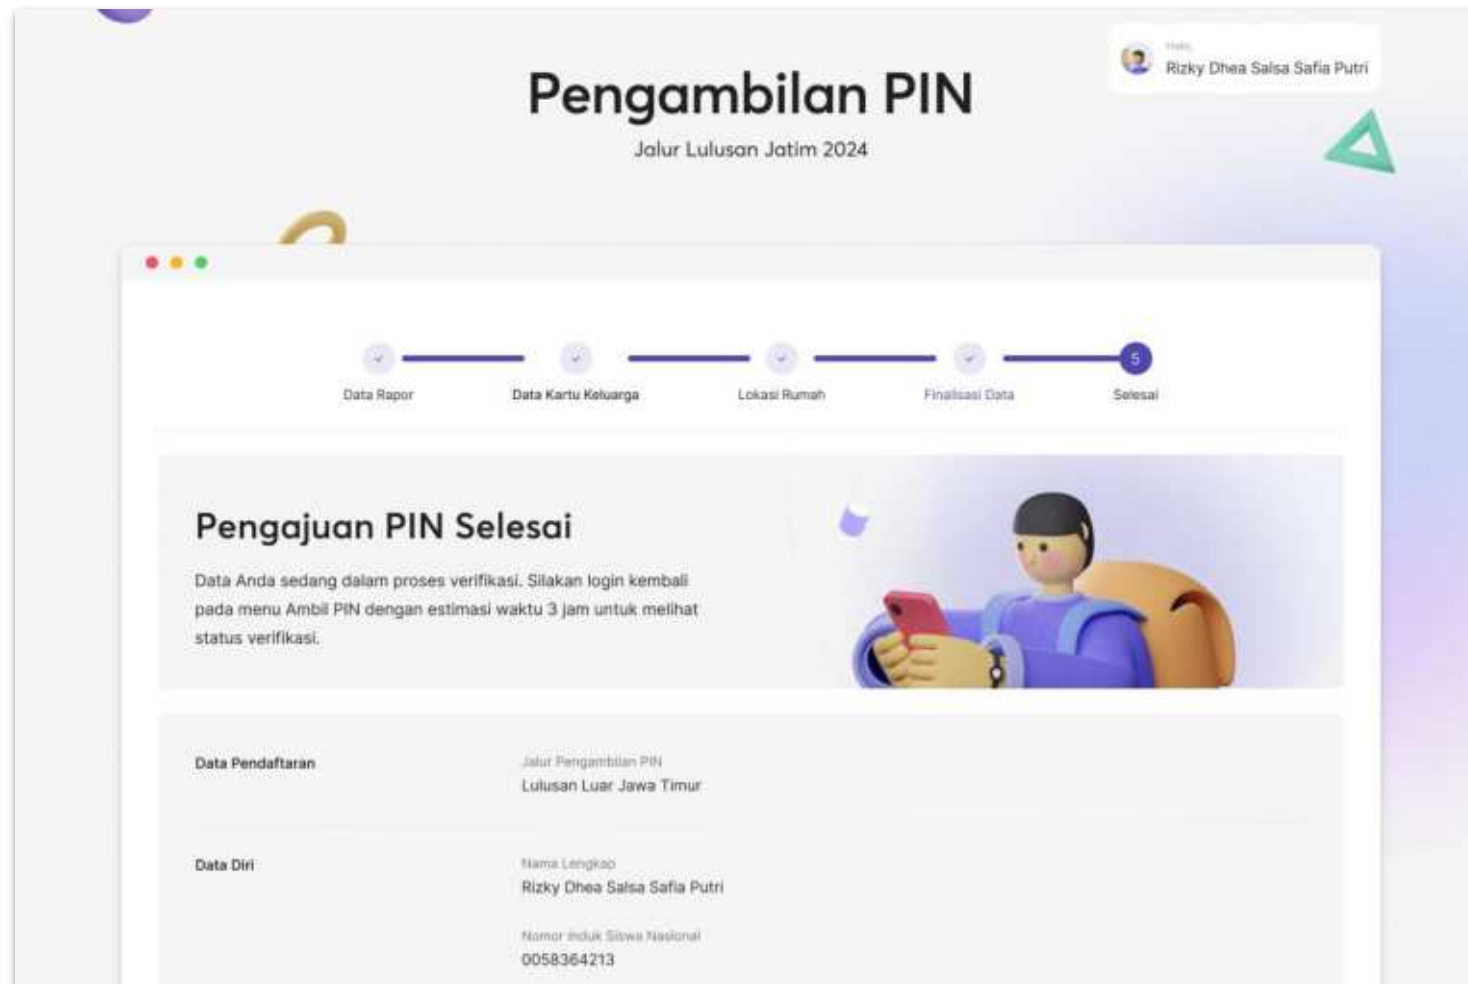 Pengambilan PIN
Jalur Lulusan Jatim 2024
Hello,
Rizky Dhea Salsa Safia Putri
Data Rapor
Data Kartu Keluarga
Lokasi Rumah
Finalisasi Data
5
Selesai
Pengajuan PIN Selesai
Data Anda sedang dalam proses verifikasi. Silakan login kembali
pada menu Ambil PIN dengan estimasi waktu 3 jam untuk melihat
status verifikasi.
Data Pendaftaran
Jalur Pengambilan PIN
Lulusan Luar Jawa Timur
Data Diri
Nama Lengkap
Rizky Dhea Salsa Safia Putri
Nomor Induk Siswa Nasional
0058364213